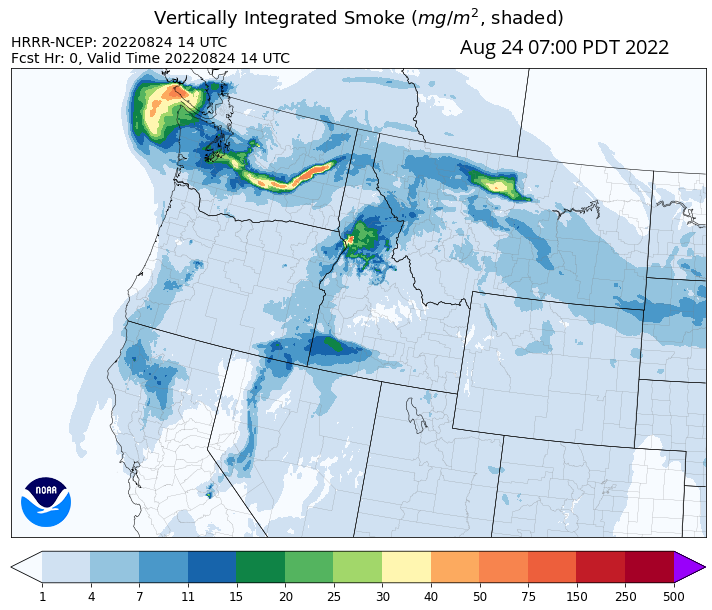 Vertically Integrated Smoke (mg/m², shaded)
HRRR-NCEP: 20220824 14 UTC
Aug 24 07:00 PDT 2022
Fcst Hr: 0, Valid Time 20220824 14 UTC
NOAA
1 4 7 11 15 20 25 30 40 50 75 150 250 500